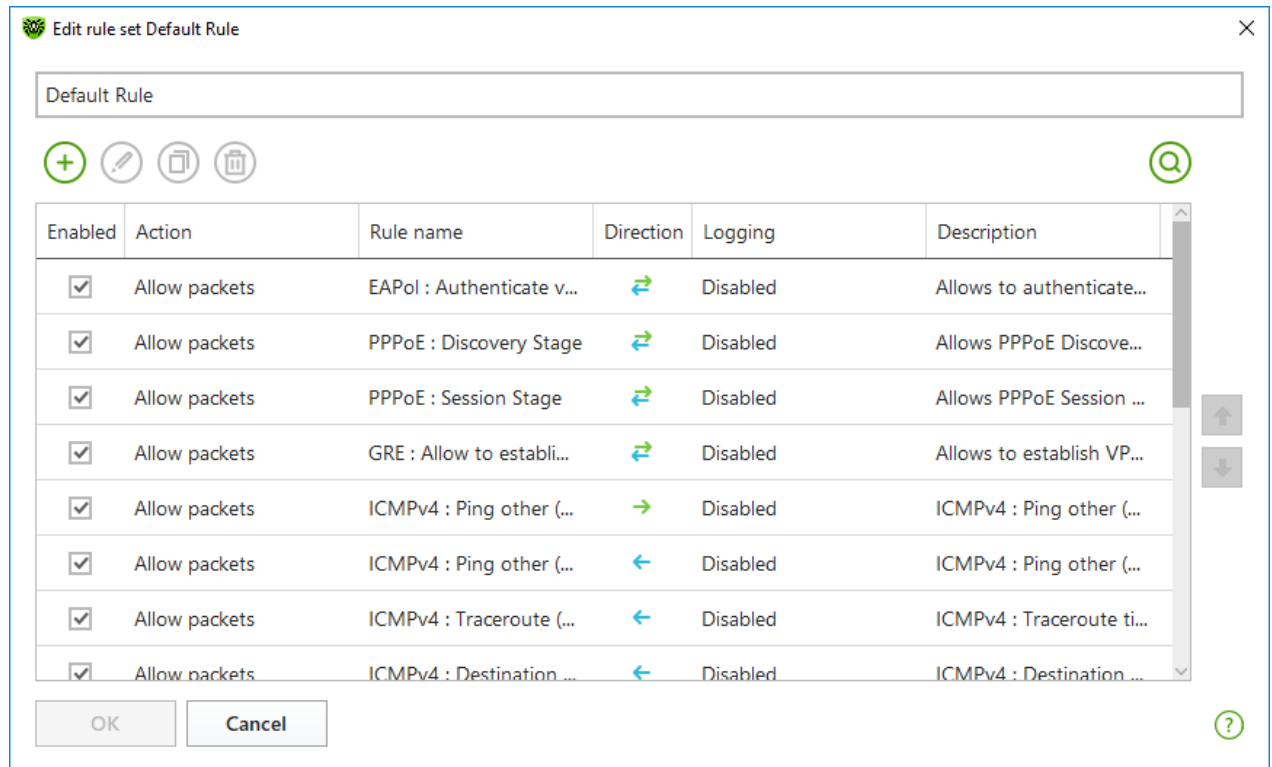 Edit rule set Default Rule
Default Rule
Enabled Action Rule name Direction Logging Description
Allow packets EAPol : Authenticate v... Disabled Allows to authenticate...
Allow packets PPPoE : Discovery Stage Disabled Allows PPPoE Discove...
Allow packets PPPoE : Session Stage Disabled Allows PPPoE Session ...
Allow packets GRE : Allow to establi... Disabled Allows to establish VP...
Allow packets ICMPv4 : Ping other (... Disabled ICMPv4 : Ping other (...
Allow packets ICMPv4 : Ping other (... Disabled ICMPv4 : Ping other (...
Allow packets ICMPv4 : Traceroute (... Disabled ICMPv4 : Traceroute ti...
Allow packets ICMPv4 : Destination ... Disabled ICMPv4 : Destination ...
OK Cancel ?